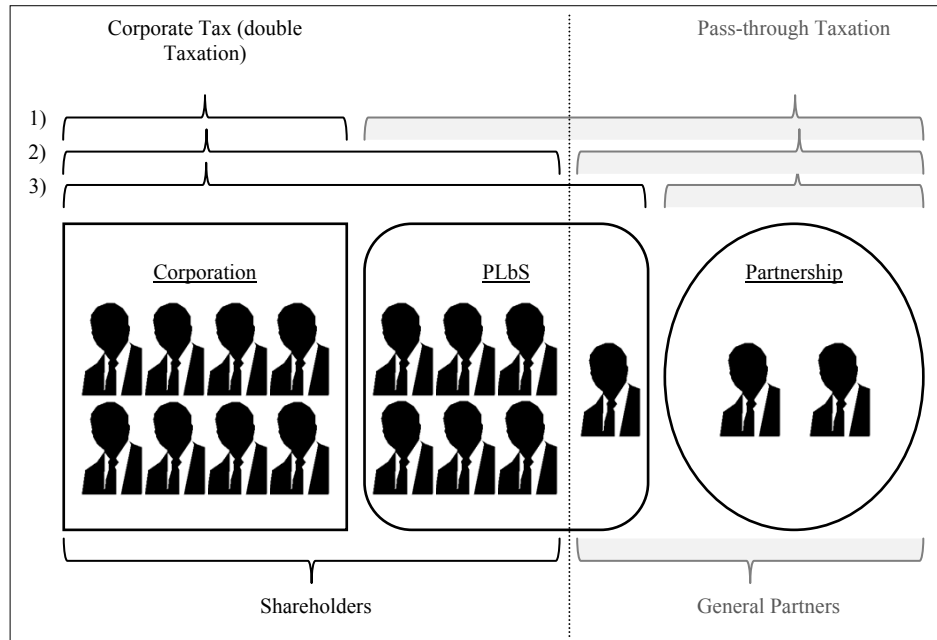 Corporate Tax (double
Taxation)
Pass-through Taxation
1)
2)
3)
Corporation
PLbS
Partnership
Shareholders
General Partners